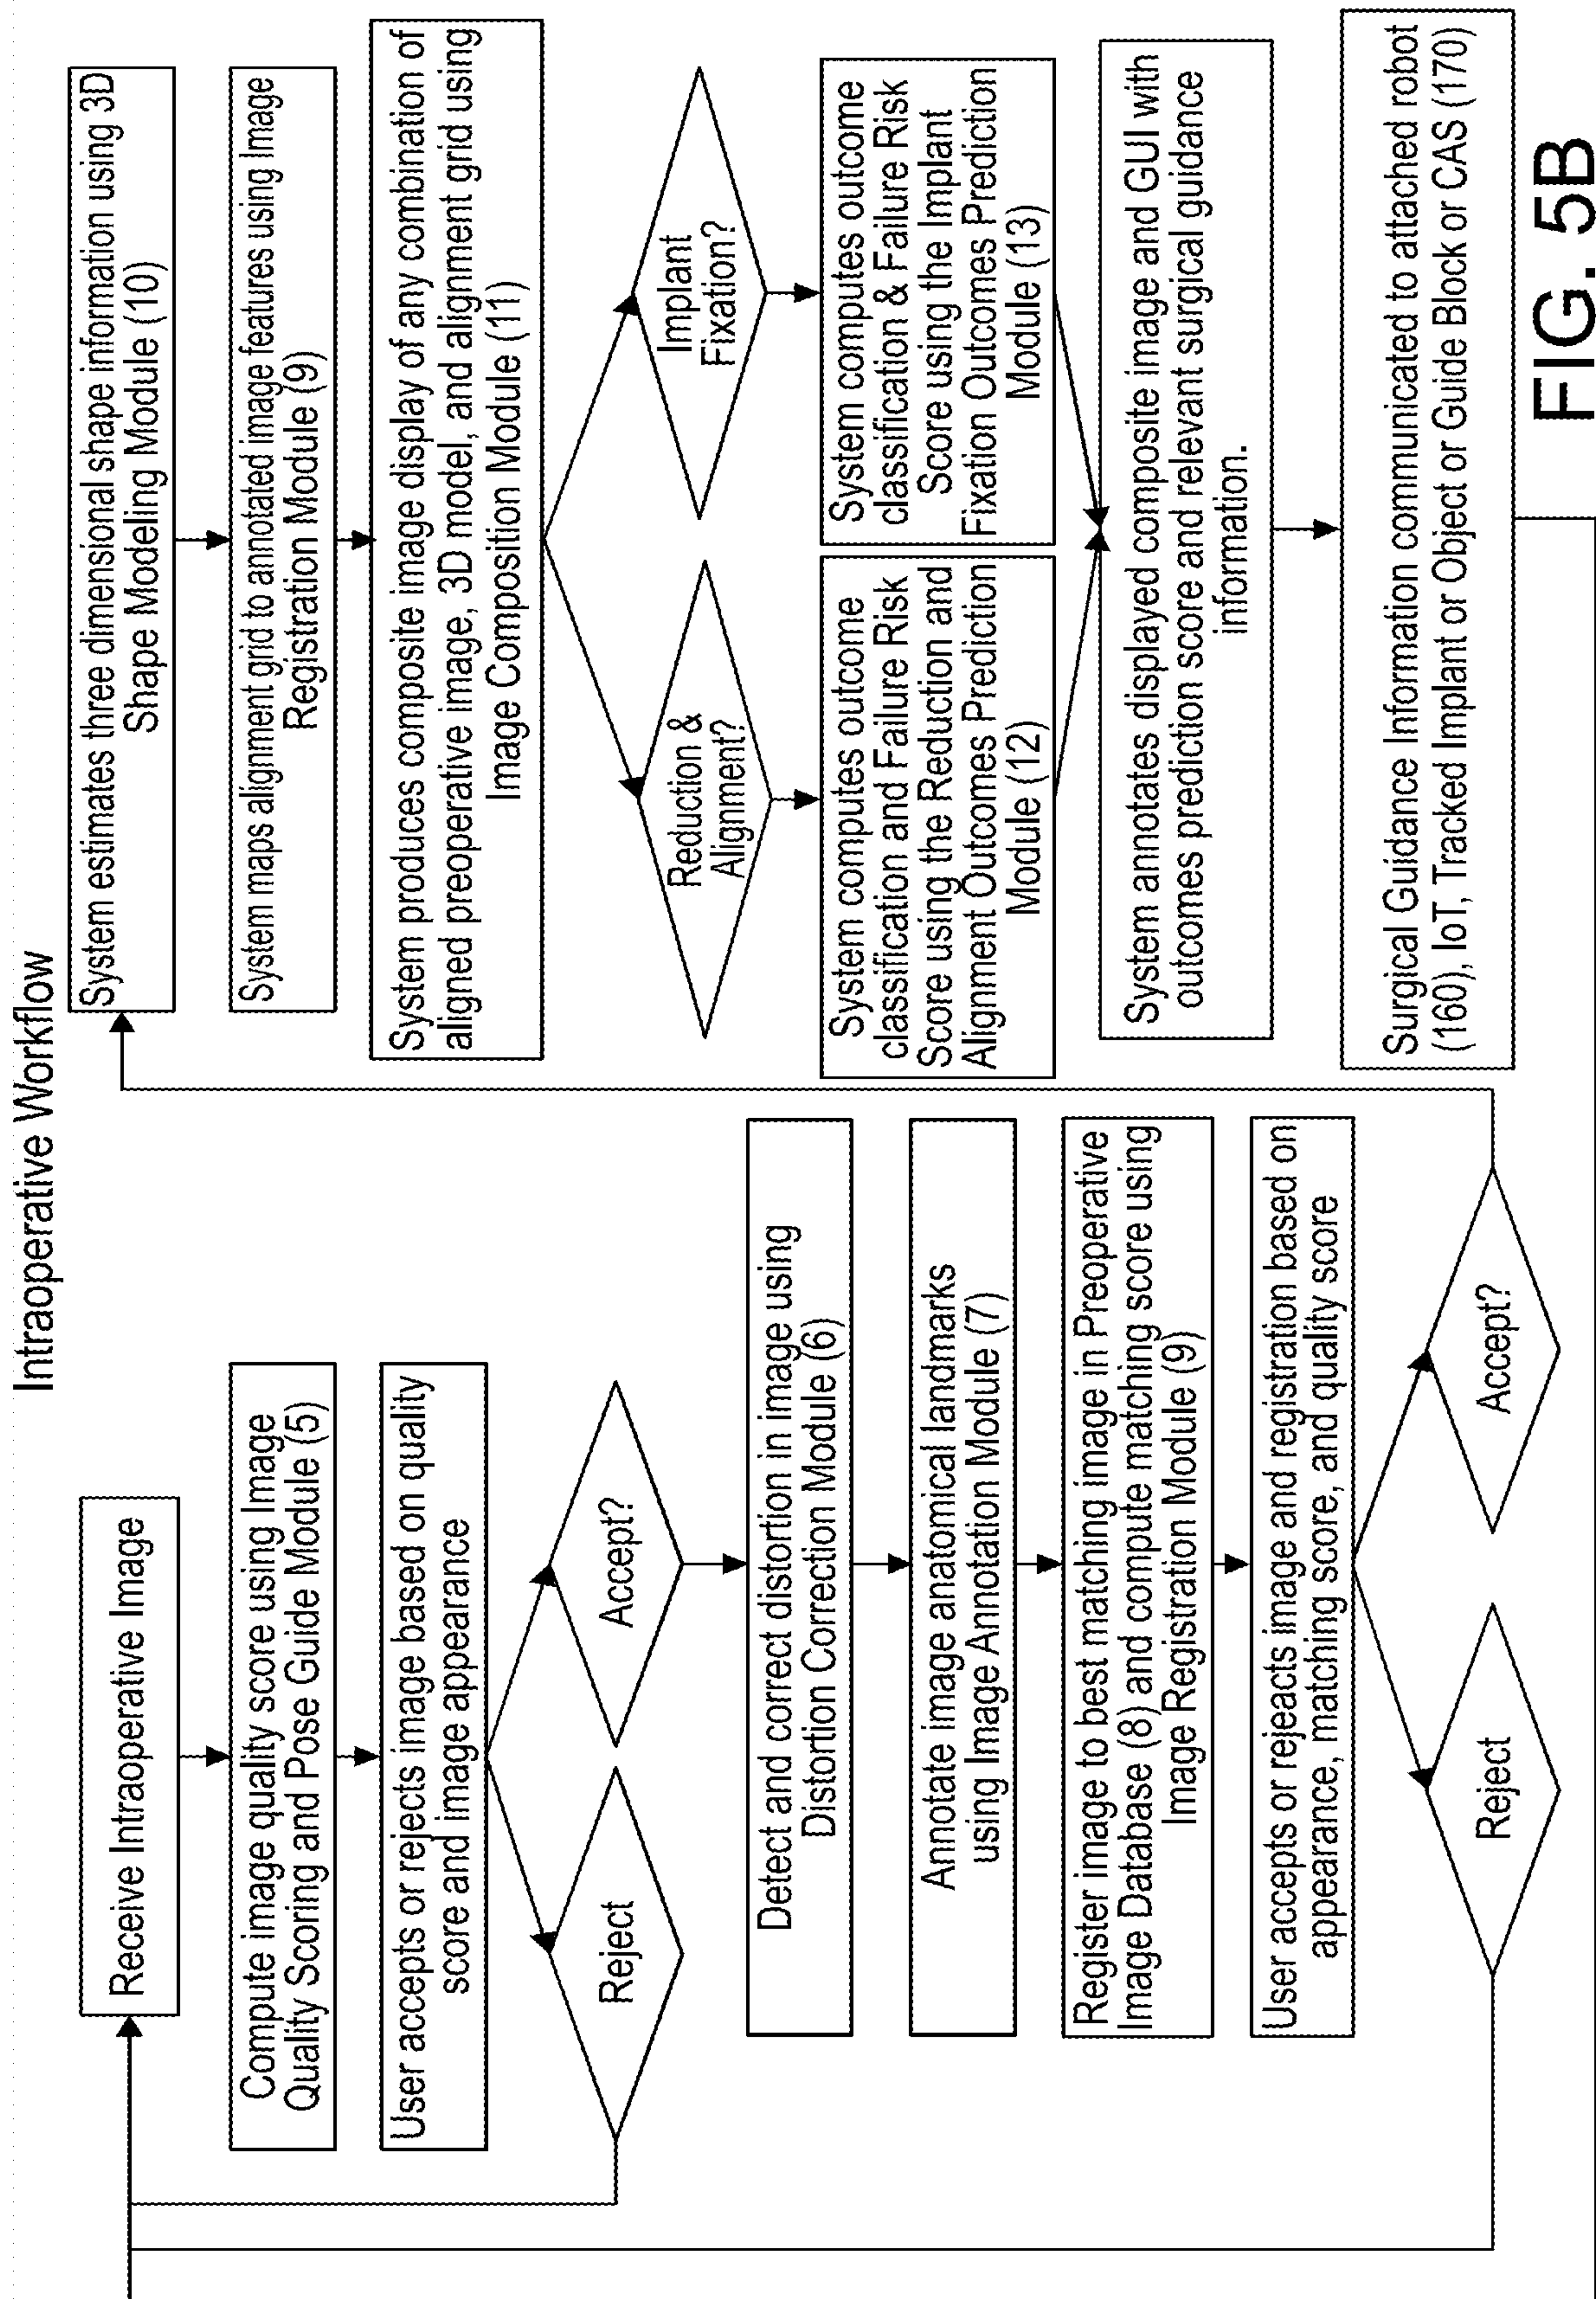 Intraoperative Workflow
Receive Intraoperative Image
Compute image quality score using Image
Quality Scoring and Pose Guide Module (5)
User accepts or rejects image based on quality
score and image appearance
Reject
Accept?
Detect and correct distortion in image using
Distortion Correction Module (6)
Annotate image anatomical landmarks
using Image Annotation Module (7)
Register image to best matching image in Preoperative
Image Database (8) and compute matching score using
Image Registration Module (9)
User accepts or rejeacts image and registration based on
appearance, matching score, and quality score
Reject
Accept?
System estimates three dimensional shape information using 3D
Shape Modeling Module (10)
System maps alignment grid to annotated image features using Image
Registration Module (9)
System produces composite image display of any combination of
aligned preoperative image, 3D model, and alignment grid using
Image Composition Module (11)
Reduction &
Alignment?
Implant
Fixation?
System computes outcome
classification and Failure Risk
Score using the Reduction and
Alignment Outcomes Prediction
Module (12)
System computes outcome
classification & Failure Risk
Score using the Implant
Fixation Outcomes Prediction
Module (13)
System annotates displayed composite image and GUI with
outcomes prediction score and relevant surgical guidance
information.
Surgical Guidance Information communicated to attached robot
(160), IoT, Tracked Implant or Object or Guide Block or CAS (170)
FIG. 5B